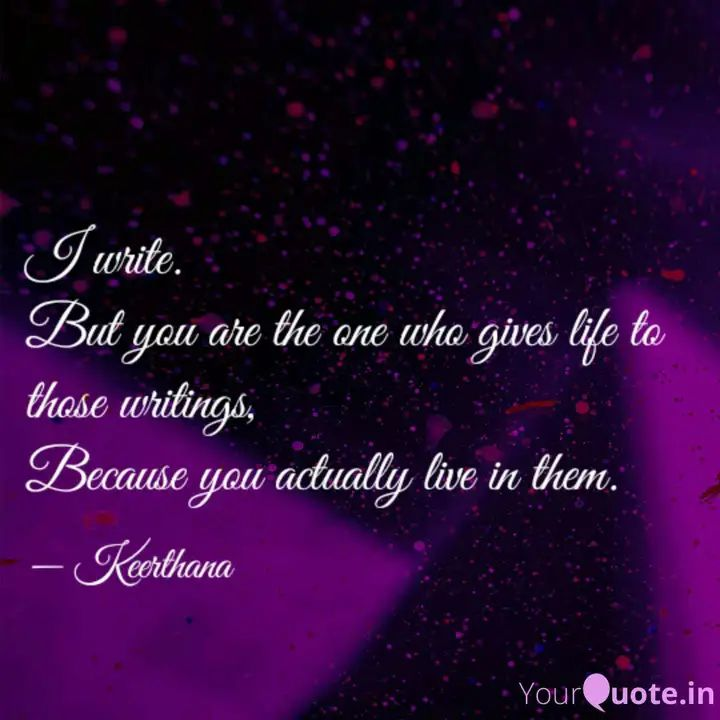 I write.
But you are the one who gives life to
those writings,
Because you actually live in them.
— Keerthana
YourQuote.in